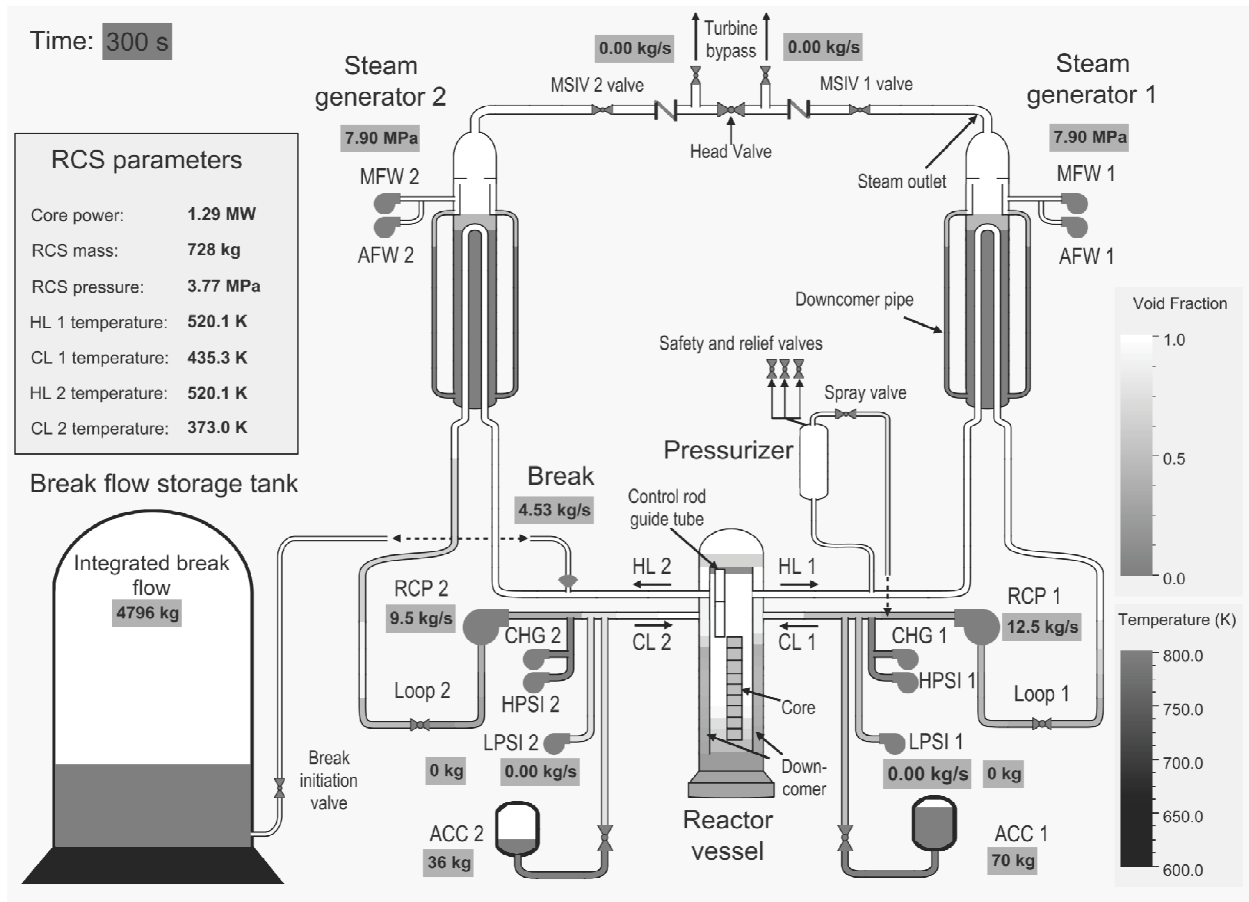 Time: 300 s
Turbine
bypass
0.00 kg/s
0.00 kg/s
Steam
generator 2
Steam
generator 1
MSIV 2 valve
MSIV 1 valve
7.90 MPa
7.90 MPa
Head Valve
Steam outlet
MFW 2
MFW 1
AFW 2
AFW 1
RCS parameters
Core power: 1.29 MW
RCS mass: 728 kg
RCS pressure: 3.77 MPa
HL 1 temperature: 520.1 K
CL 1 temperature: 435.3 K
HL 2 temperature: 520.1 K
CL 2 temperature: 373.0 K
Downcomer pipe
Void Fraction
1.0
0.5
0.0
Safety and relief valves
Spray valve
Pressurizer
Break flow storage tank
Break
4.53 kg/s
Control rod
guide tube
Integrated break
flow
4796 kg
HL 2
HL 1
RCP 2
9.5 kg/s
RCP 1
12.5 kg/s
CHG 2
CL 2
CL 1
CHG 1
HPSI 2
HPSI 1
Loop 2
Loop 1
Core
LPSI 2
LPSI 1
0 kg
0.00 kg/s
0.00 kg/s
0 kg
Break
initiation
valve
Down-
comer
Reactor
vessel
ACC 2
36 kg
ACC 1
70 kg
Temperature (K)
800.0
750.0
700.0
650.0
600.0